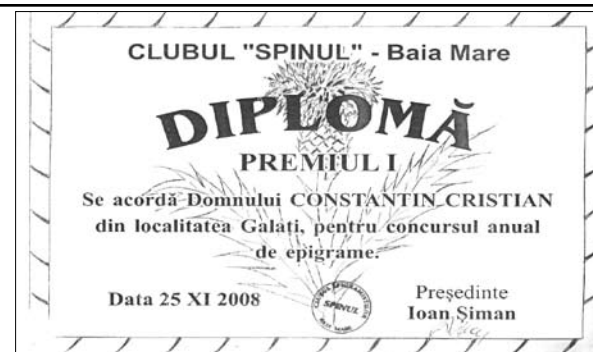 CLUBUL "SPINUL" - Baia Mare
DIPLOMĂ
PREMIUL I
Se acordă Domnului CONSTANTIN CRISTIAN
din localitatea Galați, pentru concursul anual
de epigrame.
Data 25 XI 2008
SPINUL
Președinte
Ioan Șiman